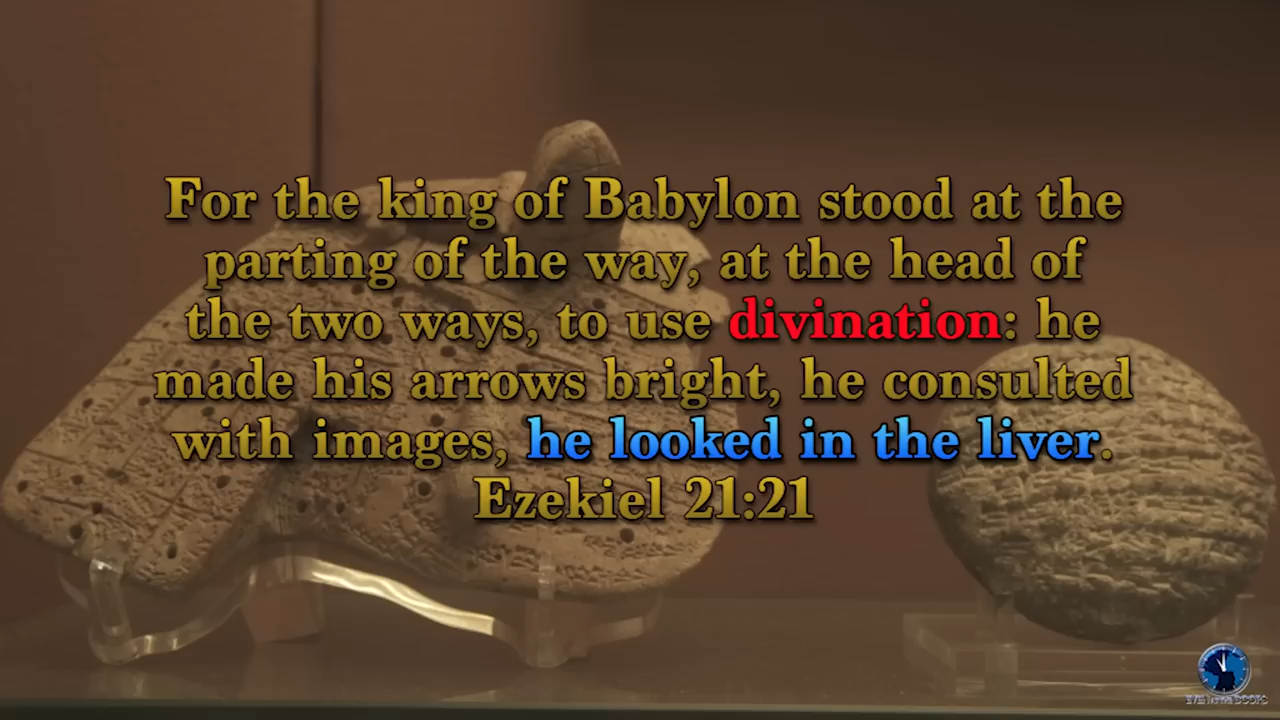 For the king of Babylon stood at the
parting of the way, at the head of
the two ways, to use divination: he
made his arrows bright, he consulted
with images, he looked in the liver.
Ezekiel 21:21